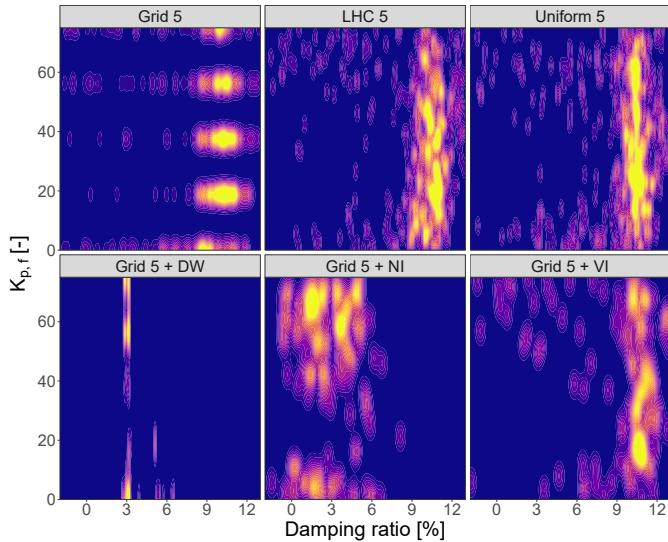 Grid 5 LHC 5 Uniform 5
60
40
20
0
Grid 5 + DW Grid 5 + NI Grid 5 + VI
60
40
20
0
0 3 6 9 12 0 3 6 9 12 0 3 6 9 12
Damping ratio [%]
Kp,f [-]